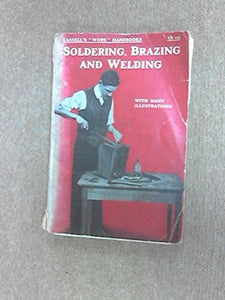 CASSELL'S "WORK" HANDBOOKS
SOLDERING, BRAZING
AND WELDING
WITH MANY
ILLUSTRATIONS